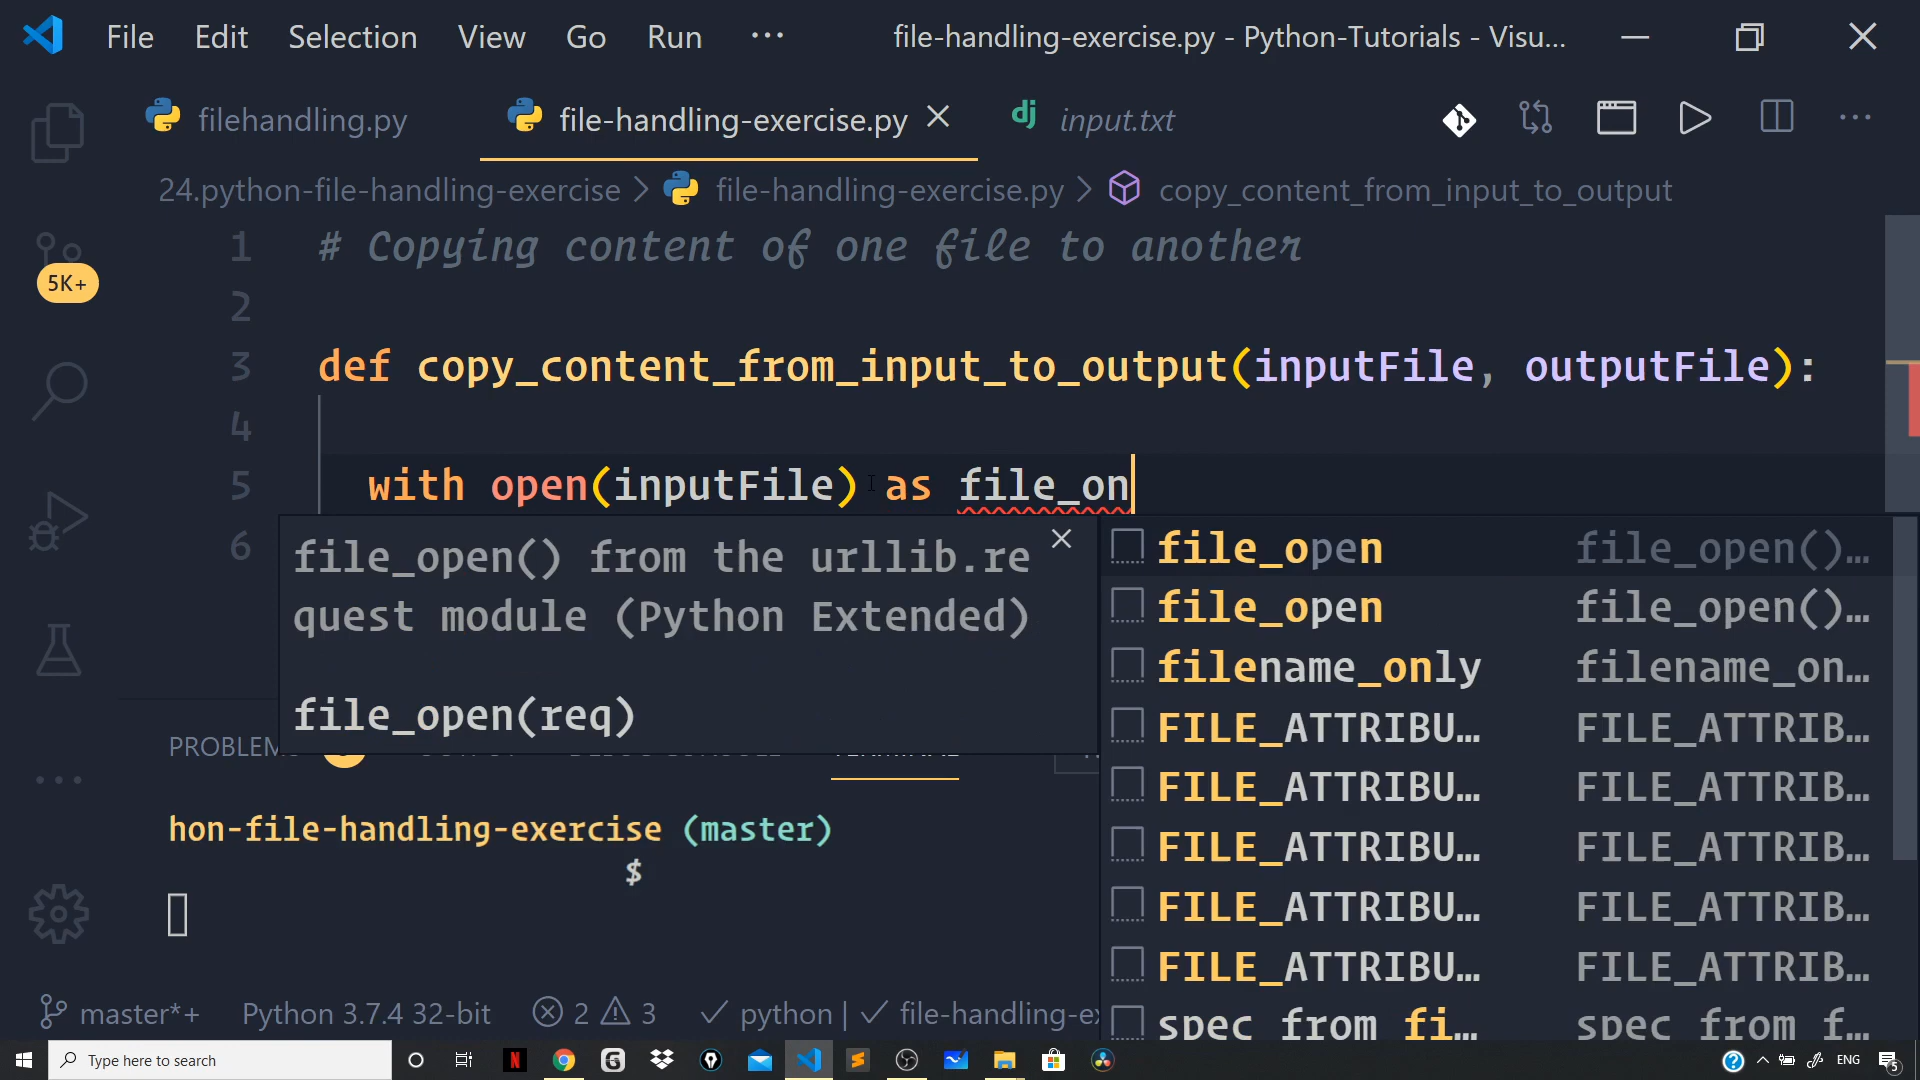 File Edit Selection View Go Run ··· file-handling-exercise.py - Python-Tutorials - Visu...
filehandling.py file-handling-exercise.py input.txt
24.python-file-handling-exercise > file-handling-exercise.py > copy_content_from_input_to_output
1 # Copying content of one file to another
2
3 def copy_content_from_input_to_output(inputFile, outputFile):
4
5K+
5 with open(inputFile) as file_on
6
file_open() from the urllib.re
quest module (Python Extended)
file_open(req)
file_open file_open()...
file_open file_open()...
filename_only filename_on...
FILE_ATTRIBU... FILE_ATTRIB...
FILE_ATTRIBU... FILE_ATTRIB...
FILE_ATTRIBU... FILE_ATTRIB...
FILE_ATTRIBU... FILE_ATTRIB...
FILE_ATTRIBU... FILE_ATTRIB...
spec from fi... spec from f...
PROBLEMS
TERMINAL
hon-file-handling-exercise (master)
$
master*+ Python 3.7.4 32-bit 2 3 python | file-handling-ex
Type here to search
ENG
5